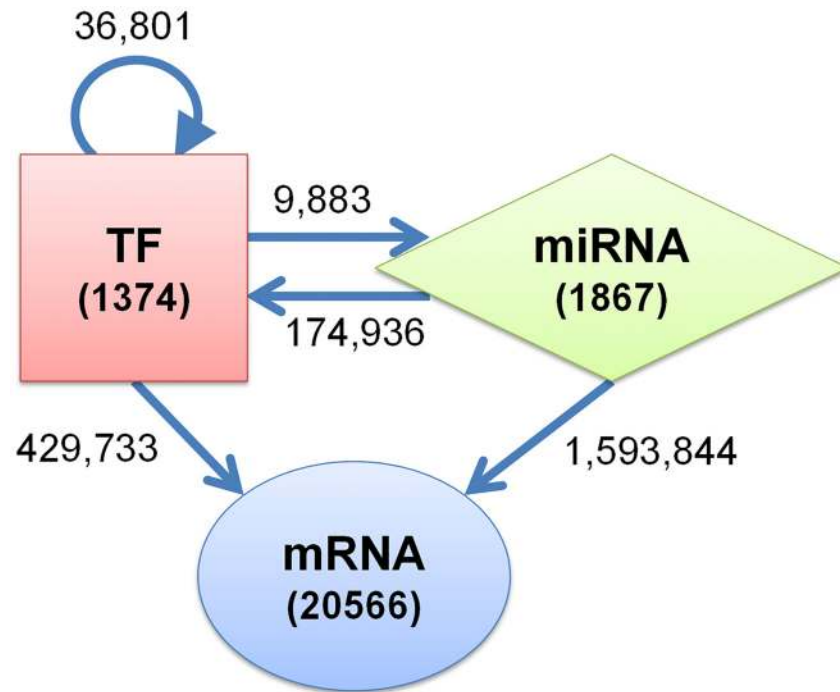 36,801
TF
(1374)
9,883
174,936
miRNA
(1867)
429,733
1,593,844
mRNA
(20566)